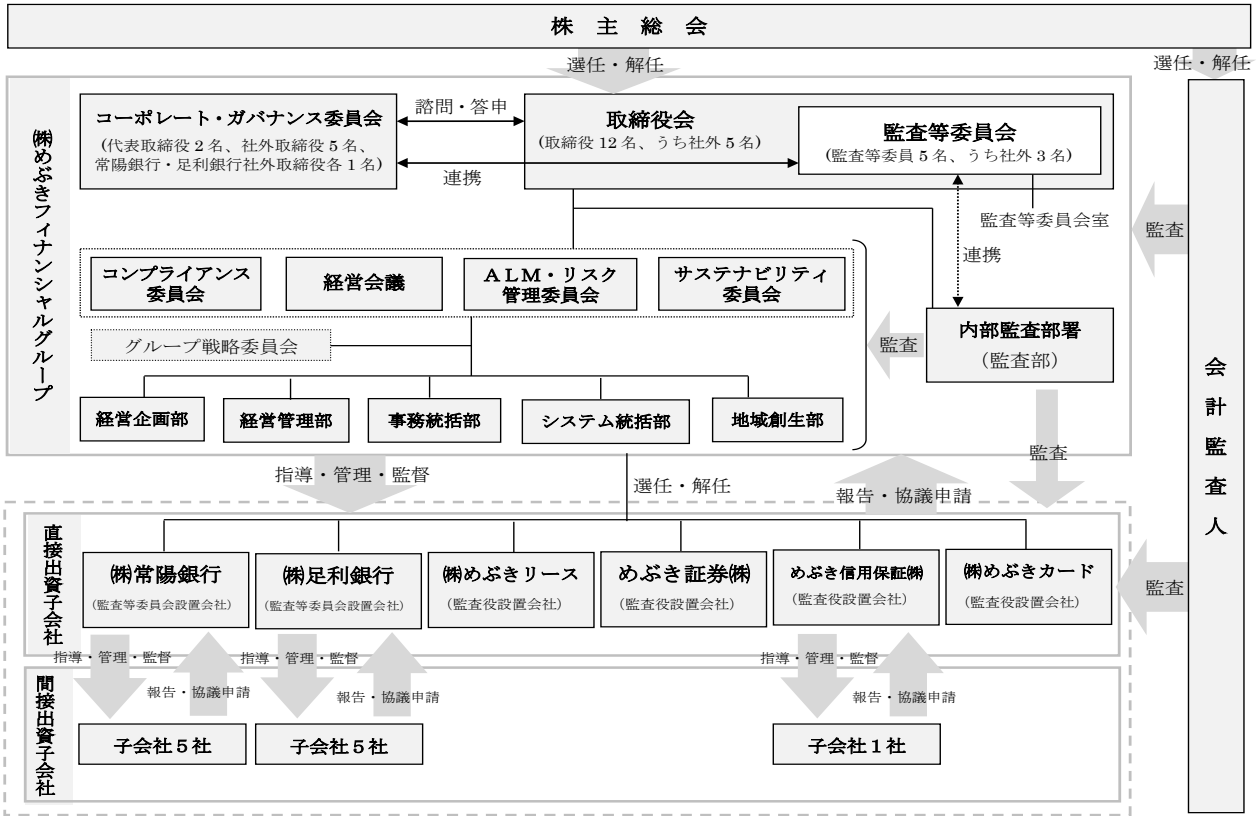 株主総会
選任・解任
選任・解任
㈱めぶきフィナンシャルグループ
コーポレート・ガバナンス委員会
(代表取締役２名、社外取締役５名、
常陽銀行・足利銀行社外取締役各１名)
諮問・答申
連携
取締役会
(取締役 12 名、うち社外 5 名)
監査等委員会
(監査等委員 5 名、うち社外 3 名)
監査等委員会室
監査
連携
コンプライアンス
委員会
経営会議
ＡＬＭ・リスク
管理委員会
サステナビリティ
委員会
グループ戦略委員会
監査
内部監査部署
(監査部)
経営企画部
経営管理部
事務統括部
システム統括部
地域創生部
会計監査人
指導・管理・監督
選任・解任
報告・協議申請
監査
直接出資子会社
㈱常陽銀行
(監査等委員会設置会社)
㈱足利銀行
(監査等委員会設置会社)
㈱めぶきリース
(監査役設置会社)
めぶき証券㈱
(監査役設置会社)
めぶき信用保証㈱
(監査役設置会社)
㈱めぶきカード
(監査役設置会社)
監査
指導・管理・監督
報告・協議申請
指導・管理・監督
報告・協議申請
指導・管理・監督
報告・協議申請
間接出資子会社
子会社５社
子会社５社
子会社１社